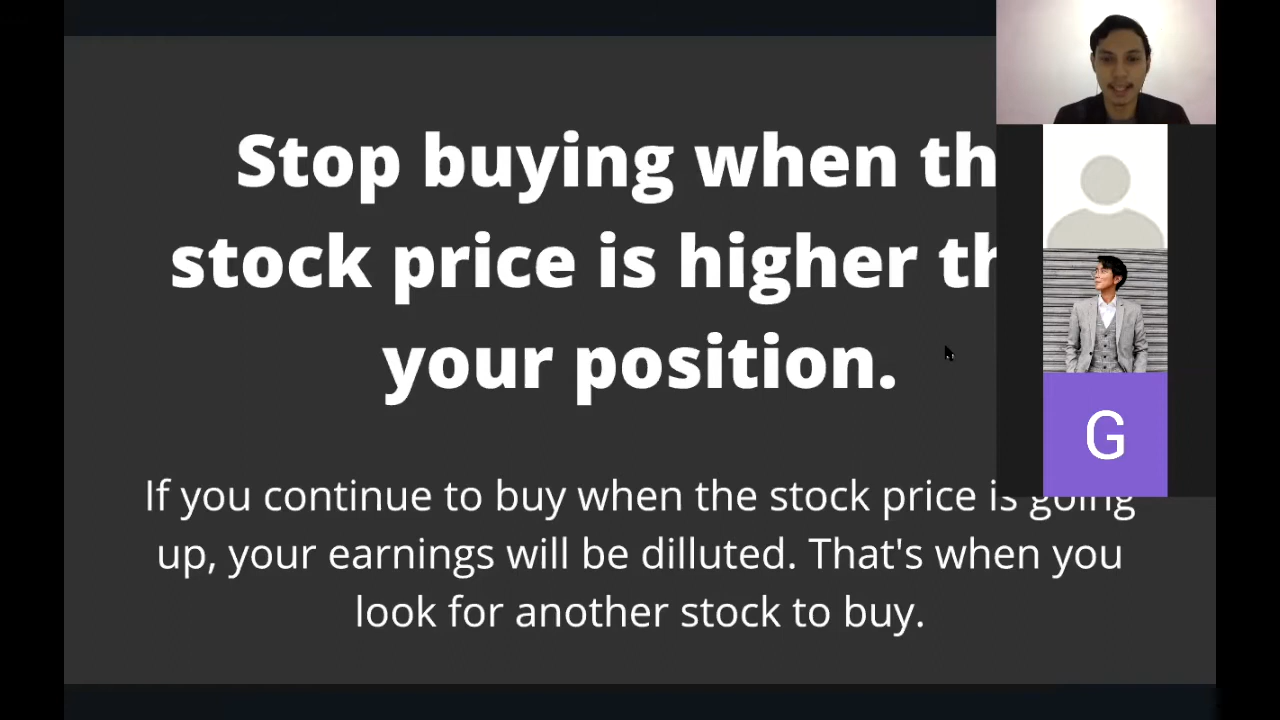 Stop buying when th
stock price is higher th
your position.
If you continue to buy when the stock price is going
up, your earnings will be dilluted. That's when you
look for another stock to buy.
G